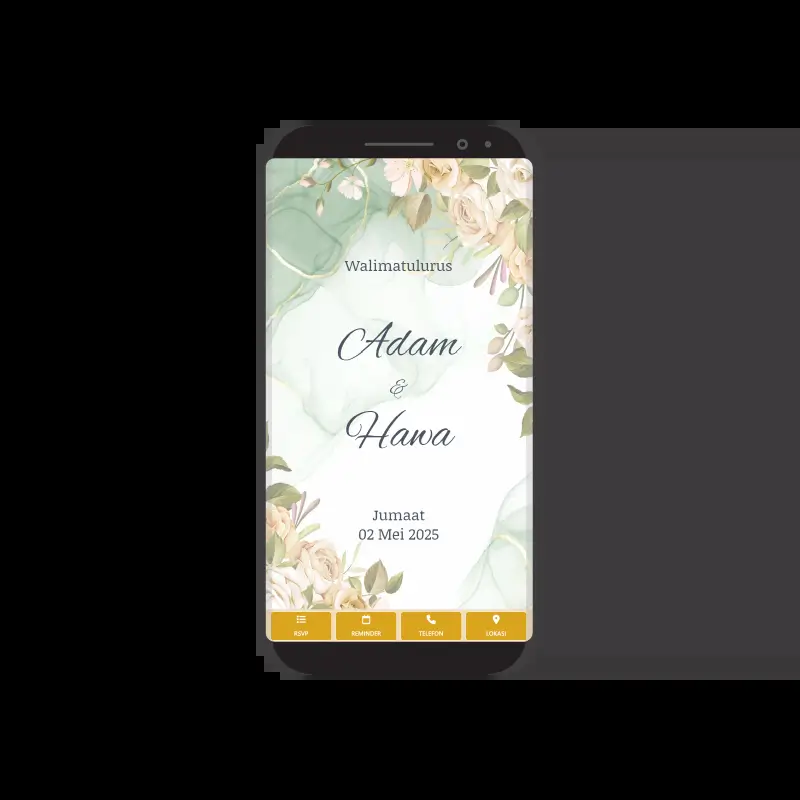 Walimatulurus
Adam
&
Hawa
Jumaat
02 Mei 2025
RSVP REMINDER TELEFON LOKASI